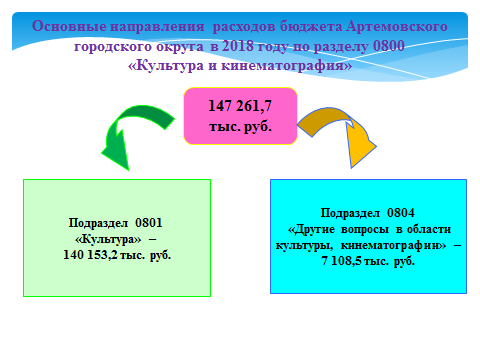 Основные направления расходов бюджета Артемовского
городского округа в 2018 году по разделу 0800
«Культура и кинематография»
147 261,7
тыс. руб.
Подраздел 0801
«Культура» –
140 153,2 тыс. руб.
Подраздел 0804
«Другие вопросы в области
культуры, кинематографии» –
7 108,5 тыс. руб.